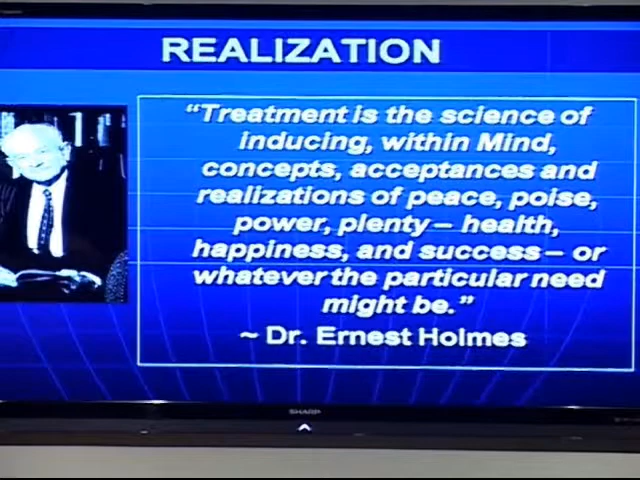 REALIZATION
“Treatment is the science of
inducing, within Mind,
concepts, acceptances and
realizations of peace, poise,
power, plenty – health,
happiness, and success – or
whatever the particular need
might be.”
~ Dr. Ernest Holmes
SHARP